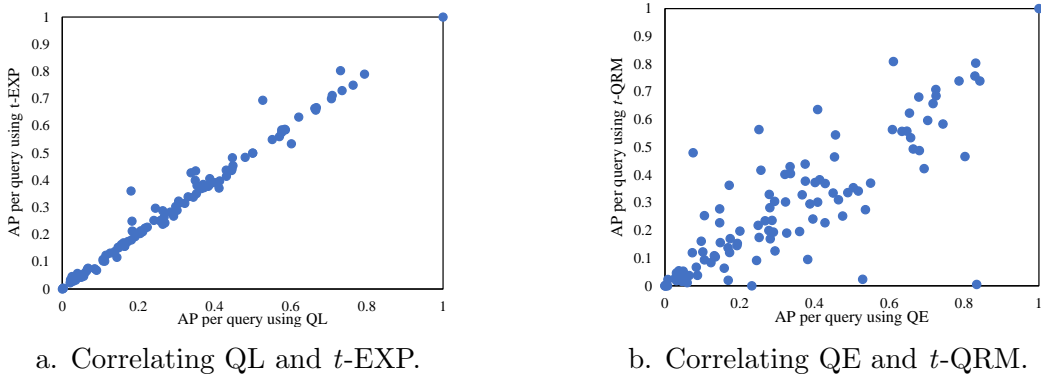 1
0.9
0.8
0.7
0.6
0.5
0.4
0.3
0.2
0.1
0
AP per query using t-EXP
0 0.2 0.4 0.6 0.8 1
AP per query using QL
a. Correlating QL and t-EXP.
1
0.9
0.8
0.7
0.6
0.5
0.4
0.3
0.2
0.1
0
AP per query using t-QRM
0 0.2 0.4 0.6 0.8 1
AP per query using QE
b. Correlating QE and t-QRM.